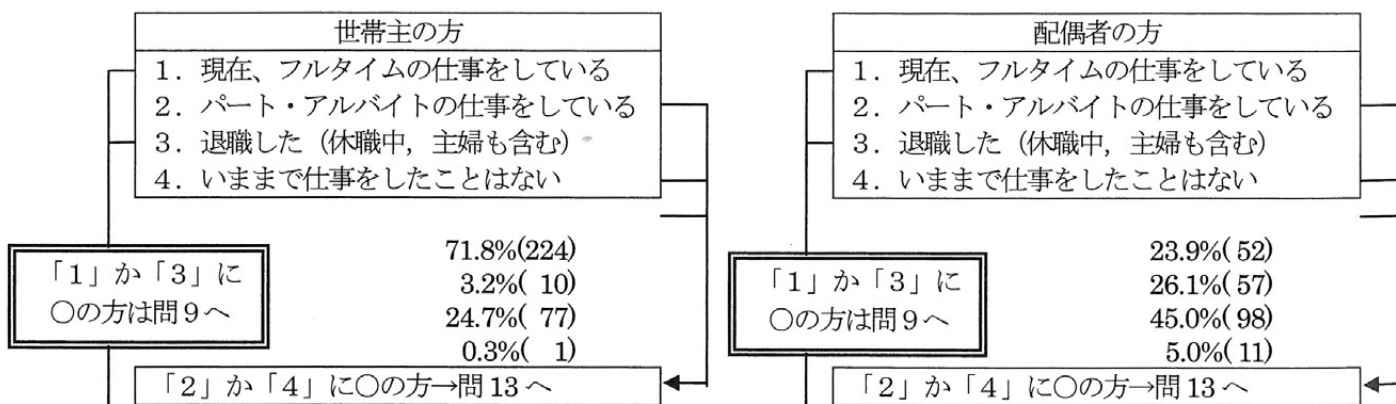 世帯主の方
1．現在、フルタイムの仕事をしている
2．パート・アルバイトの仕事をしている
3．退職した（休職中，主婦も含む）
4．いままで仕事をしたことはない
71.8%(224)
3.2%( 10)
24.7%( 77)
0.3%(  1)
「1」か「3」に
○の方は問9へ
「2」か「4」に○の方→問13へ
配偶者の方
1．現在、フルタイムの仕事をしている
2．パート・アルバイトの仕事をしている
3．退職した（休職中，主婦も含む）
4．いままで仕事をしたことはない
23.9%( 52)
26.1%( 57)
45.0%( 98)
5.0%( 11)
「1」か「3」に
○の方は問9へ
「2」か「4」に○の方→問13へ